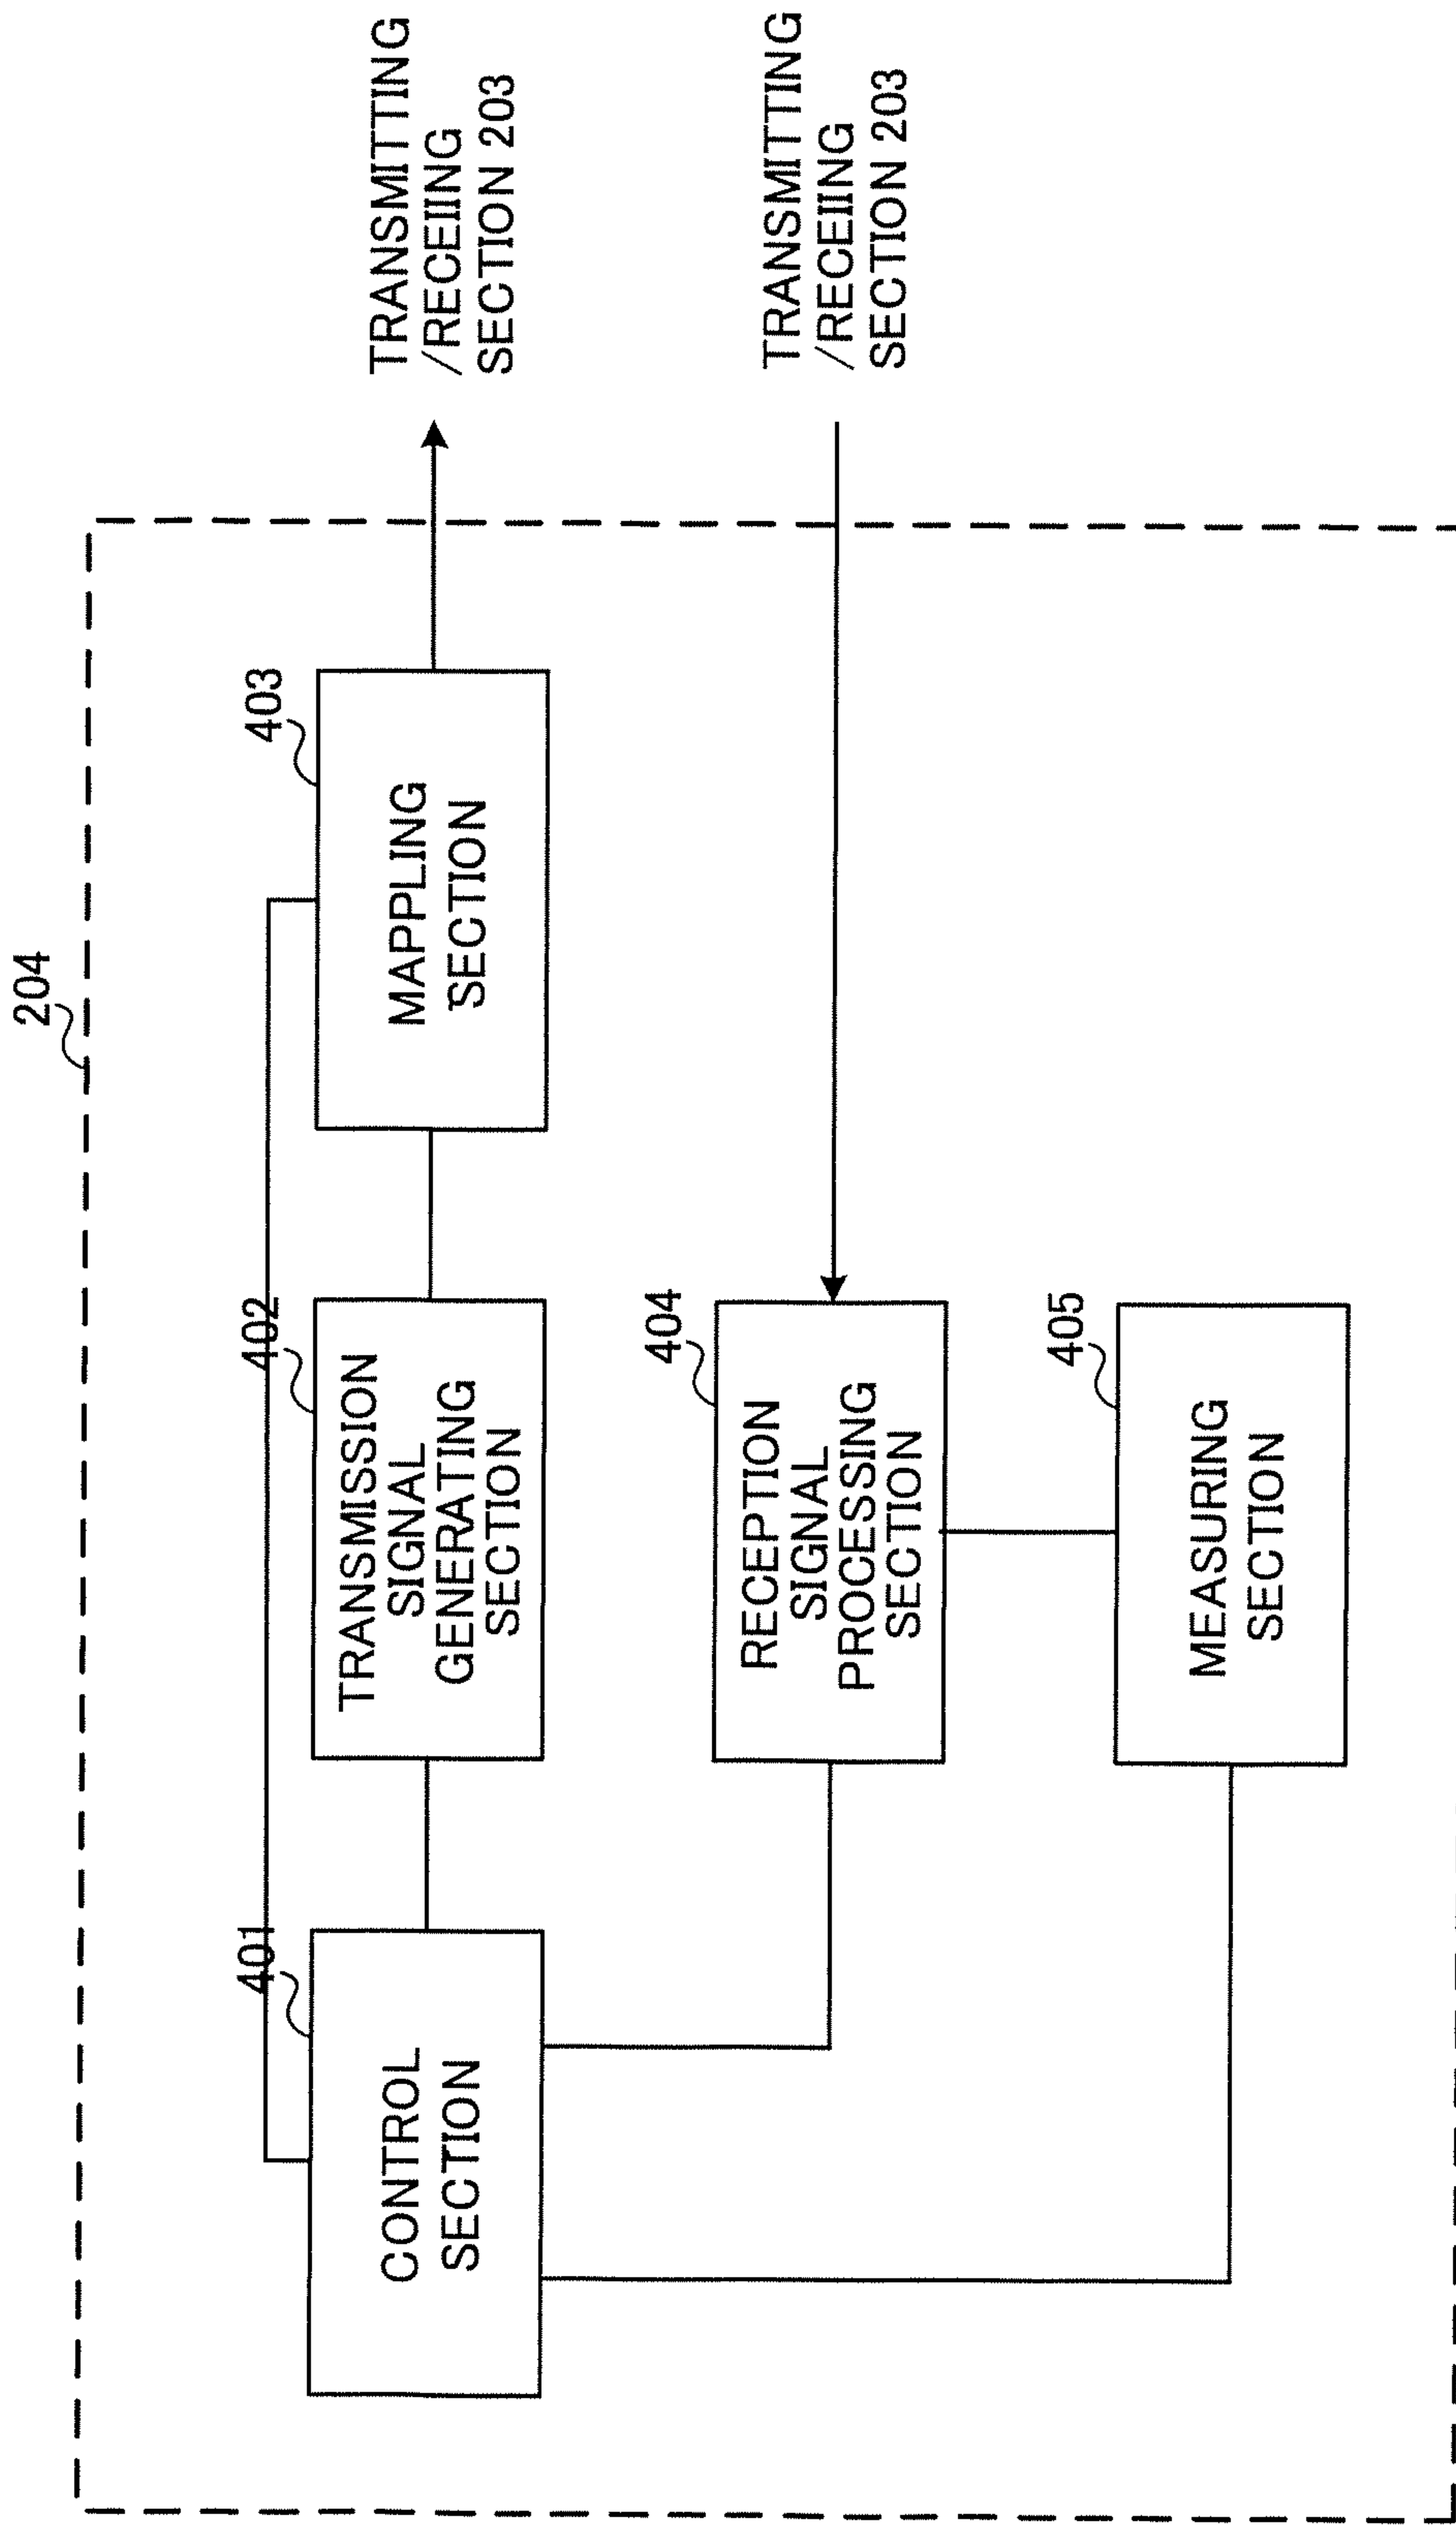 204
401
CONTROL
SECTION
402
TRANSMISSION
SIGNAL
GENERATING
SECTION
403
MAPPLING
SECTION
TRANSMITTING
/RECEIING
SECTION 203
404
RECEPTION
SIGNAL
PROCESSING
SECTION
TRANSMITTING
/RECEIING
SECTION 203
405
MEASURING
SECTION